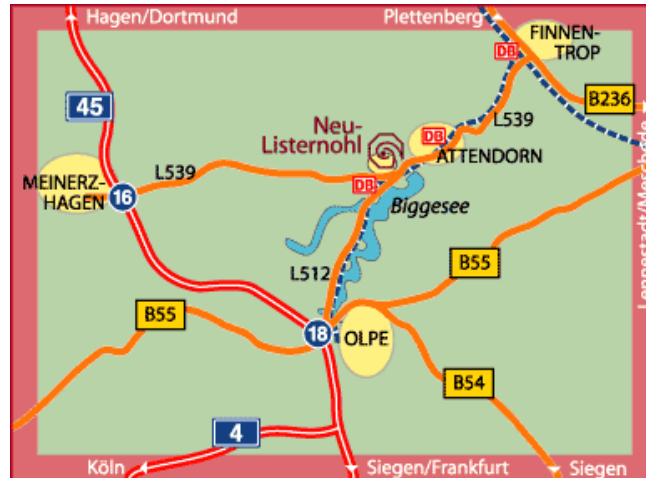 Hagen/Dortmund
Plettenberg
FINNEN-
TROP
DB
B236
45
Neu-
Listernohl
DB
L539
ATTENDORN
MEINERZ-
HAGEN
16
L539
DB
Biggesee
Lennestadt/Meschede
L512
B55
B55
18
OLPE
B54
4
Köln
Siegen/Frankfurt
Siegen